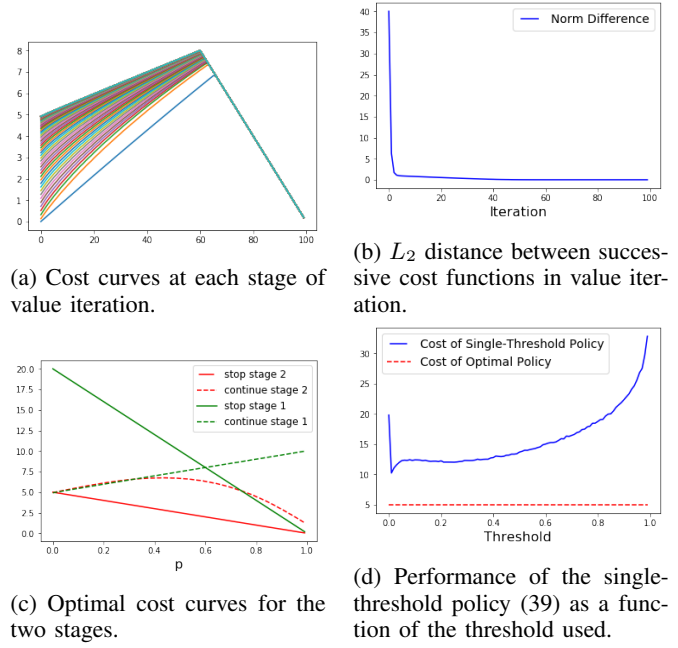 8
7
6
5
4
3
2
1
0
0 20 40 60 80 100
(a) Cost curves at each stage of
value iteration.
40
35
30
25
20
15
10
5
0
Norm Difference
0 20 40 60 80 100
Iteration
(b) L₂ distance between succes-
sive cost functions in value iter-
ation.
20.0
17.5
15.0
12.5
10.0
7.5
5.0
2.5
0.0
stop stage 2
continue stage 2
stop stage 1
continue stage 1
0.0 0.2 0.4 0.6 0.8 1.0
p
(c) Optimal cost curves for the
two stages.
Cost of Single-Threshold Policy
Cost of Optimal Policy
30
25
20
15
10
5
0.0 0.2 0.4 0.6 0.8 1.0
Threshold
(d) Performance of the single-
threshold policy (39) as a func-
tion of the threshold used.